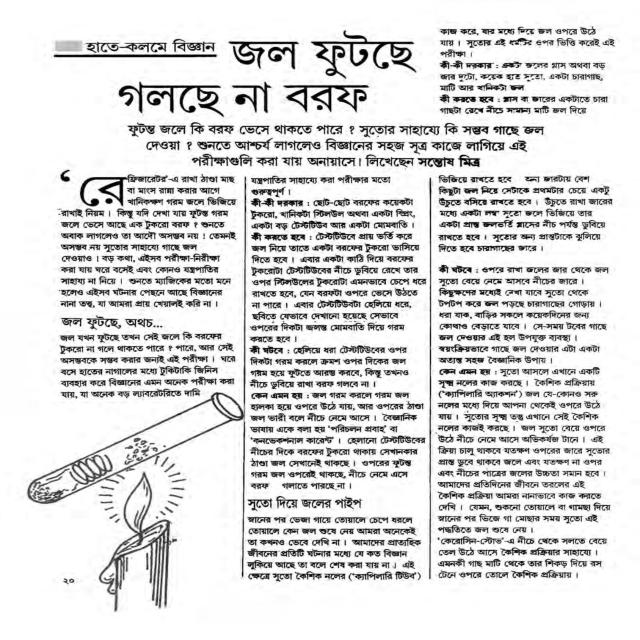 হাতে-কলমে বিজ্ঞান
জল ফুটছে
গলছে না বরফ
ফুটন্ত জলে কি বরফ ভেসে থাকতে পারে ? সুতোর সাহায্যে কি সম্ভব গাছে জল
দেওয়া ? শুনতে আশ্চর্য লাগলেও বিজ্ঞানের সহজ সূত্র কাজে লাগিয়ে এই
পরীক্ষাগুলি করা যায় অনায়াসে। লিখেছেন সন্তোষ মিত্র
‘রেফ্রিজারেটর’-এ রাখা ঠাণ্ডা মাছ
বা মাংস রান্না করার আগে
খানিকক্ষণ গরম জলে ভিজিয়ে
রাখাই নিয়ম। কিন্তু যদি দেখা যায় ফুটন্ত গরম
জলে ভেসে আছে এক টুকরো বরফ ! শুনতে
অবাক লাগলেও তা আদৌ অসম্ভব নয় ; তেমনই
অসম্ভব নয় সুতোর সাহায্যে গাছে জল
দেওয়াও। বড় কথা, এইসব পরীক্ষা-নিরীক্ষা
করা যায় ঘরে বসেই এবং কোনও যন্ত্রপাতির
সাহায্য না নিয়ে। শুনতে ম্যাজিকের মতো মনে
হলেও এইসব ঘটনার পেছনে আছে বিজ্ঞানের
নানা তত্ত্ব, যা আমরা প্রায় খেয়ালই করি না।
জল ফুটছে, অথচ...
জল যখন ফুটছে তখন সেই জলে কি বরফের
টুকরো না গলে থাকতে পারে ? পারে, আর সেই
অসম্ভবকে সম্ভব করার জন্যই এই পরীক্ষা। ঘরে
বসে হাতের নাগালের মধ্যে টুকিটাকি জিনিস
ব্যবহার করে বিজ্ঞানের এমন অনেক পরীক্ষা করা
যায়, যা অনেক বড় ল্যাবরেটরিতে দামি
২০
যন্ত্রপাতির সাহায্যে করা পরীক্ষার মতো
গুরুত্বপূর্ণ।
কী-কী দরকার : ছোট-ছোট বরফের কয়েকটা
টুকরো, খানিকটা স্টিলউল অথবা একটা স্প্রিং,
একটা বড় টেস্টটিউব আর একটা মোমবাতি।
কী করতে হবে : টেস্টটিউবে প্রায় ভর্তি করে
জল নিয়ে তাতে একটা বরফের টুকরো ভাসিয়ে
দিতে হবে। এবার একটা কাঠি দিয়ে বরফের
টুকরোটা টেস্টটিউবের নীচে ডুবিয়ে রেখে তার
ওপর স্টিলউলের টুকরোটা এমনভাবে চেপে ধরে
রাখতে হবে, যেন বরফটা ওপরে ভেসে উঠতে
না পারে। এবার টেস্টটিউবটা হেলিয়ে ধরে,
ছবিতে যেভাবে দেখানো হয়েছে সেভাবে
ওপরের দিকটা জ্বলন্ত মোমবাতি দিয়ে গরম
করতে হবে।
কী ঘটবে : হেলিয়ে ধরা টেস্টটিউবের ওপর
দিকটা গরম করলে ক্রমশ ওপর দিকের জল
গরম হয়ে ফুটতে আরম্ভ করবে, কিন্তু তখনও
নীচে ডুবিয়ে রাখা বরফ গলবে না।
কেন এমন হয় : জল গরম করলে গরম জল
হালকা হয়ে ওপরে উঠে যায়, আর ওপরের ঠাণ্ডা
জল ভারী বলে নীচে নেমে আসে। বৈজ্ঞানিক
ভাষায় একে বলা হয় ‘পরিচলন প্রবাহ’ বা
‘কনভেকশনাল কারেন্ট’। হেলানো টেস্টটিউবের
নীচের দিকে বরফের টুকরো থাকায় সেখানকার
ঠাণ্ডা জল সেখানেই থাকছে। ওপরের ফুটন্ত
গরম জল ওপরেই থাকছে, নীচে নেমে এসে
বরফ গলাতে পারছে না।
সুতো দিয়ে জলের পাইপ
স্নানের পর ভেজা গায়ে তোয়ালে চেপে ধরলে
তোয়ালে কেন জল শুষে নেয় আমরা অনেকেই
তা কখনও ভেবে দেখি না। আমাদের প্রাত্যহিক
জীবনের প্রতিটি ঘটনার মধ্যে যে কত বিজ্ঞান
লুকিয়ে আছে তা বলে শেষ করা যায় না। এই
ক্ষেত্রে সুতো কৈশিক নলের (‘ক্যাপিলারি টিউব’)
কাজ করে, যার মধ্যে দিয়ে জল ওপরে উঠে
যায়। সুতোর এই ধর্মটির ওপর ভিত্তি করেই এই
পরীক্ষা।
কী-কী দরকার : একটা জলের গ্লাস অথবা বড়
জার দুটো, কয়েক হাত সুতো, একটা চারাগাছ,
মাটি আর খানিকটা জল
কী করতে হবে : গ্লাস বা জারের একটাতে চারা
গাছটা রেখে নীচে সামান্য মাটি জল দিয়ে
ভিজিয়ে রাখতে হবে অন্য জারটায় বেশ
কিছুটা জল নিয়ে সেটাকে প্রথমটার চেয়ে একটু
উঁচুতে বসিয়ে রাখতে হবে। উঁচুতে রাখা জারের
মধ্যে একটা লম্বা সুতো জলে ভিজিয়ে তার
একটা প্রান্ত জলভর্তি গ্লাসের নীচ পর্যন্ত ডুবিয়ে
রাখতে হবে। সুতোর অন্য প্রান্তটাকে ঝুলিয়ে
দিতে হবে চারাগাছের জারে।
কী ঘটবে : ওপরে রাখা জলের জার থেকে জল
সুতো বেয়ে নেমে আসবে নীচের জারে।
কিছুক্ষণের মধ্যেই দেখা যাবে সুতো থেকে
টপটপ করে জল পড়ছে চারাগাছের গোড়ায়।
ধরা যাক, বাড়ির সকলে কয়েকদিনের জন্য
কোথাও বেড়াতে যাবে। সে-সময় টবের গাছে
জল দেওয়ার এই হল উপযুক্ত ব্যবস্থা।
স্বয়ংক্রিয়ভাবে গাছে জল দেওয়ার এটা একটা
অত্যন্ত সহজ বৈজ্ঞানিক উপায়।
কেন এমন হয় : সুতো আসলে এখানে একটি
সূক্ষ্ম নলের কাজ করছে। কৈশিক প্রক্রিয়ায়
(‘ক্যাপিলারি অ্যাকশন’) জল যে-কোনও সরু
নলের মধ্য দিয়ে আপনা থেকেই ওপরে উঠে
যায়। সুতোর সূক্ষ্ম তন্তু এখানে সেই কৈশিক
নলের কাজই করছে। জল সুতো বেয়ে ওপরে
উঠে নীচে নেমে আসে অভিকর্ষজ টানে। এই
ক্রিয়া চালু থাকবে যতক্ষণ ওপরের জারে সুতোর
প্রান্ত ডুবে থাকবে জলে এবং যতক্ষণ না ওপর
এবং নীচের পাত্রের জলের উচ্চতা সমান হবে।
আমাদের প্রতিদিনের জীবনে তরলের এই
কৈশিক প্রক্রিয়া আমরা নানাভাবে কাজ করতে
দেখি। যেমন, শুকনো তোয়ালে বা গামছা দিয়ে
স্নানের পর ভিজে গা মোছার সময় সুতো এই
পদ্ধতিতে জল শুষে নেয়।
‘কেরোসিন-স্টোভ’-এ নীচে থেকে সলতে বেয়ে
তেল উঠে আসে কৈশিক প্রক্রিয়ার সাহায্যে।
এমনকী গাছ মাটি থেকে তার শিকড় দিয়ে রস
টেনে ওপরে তোলে কৈশিক প্রক্রিয়ায়।